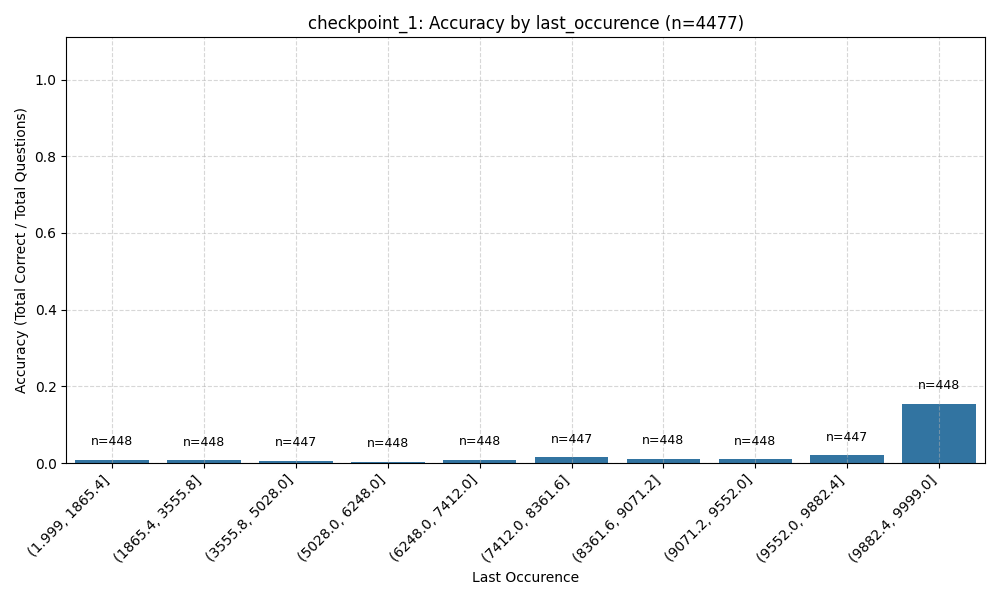 checkpoint_1: Accuracy by last_occurence (n=4477)
Accuracy (Total Correct / Total Questions)
1.0
0.8
0.6
0.4
0.2
0.0
n=448
n=448
n=447
n=448
n=448
n=447
n=448
n=448
n=447
n=448
(1.999, 1865.4]
(1865.4, 3555.8]
(3555.8, 5028.0]
(5028.0, 6248.0]
(6248.0, 7412.0]
(7412.0, 8361.6]
(8361.6, 9071.2]
(9071.2, 9552.0]
(9552.0, 9882.4]
(9882.4, 9999.0]
Last Occurence